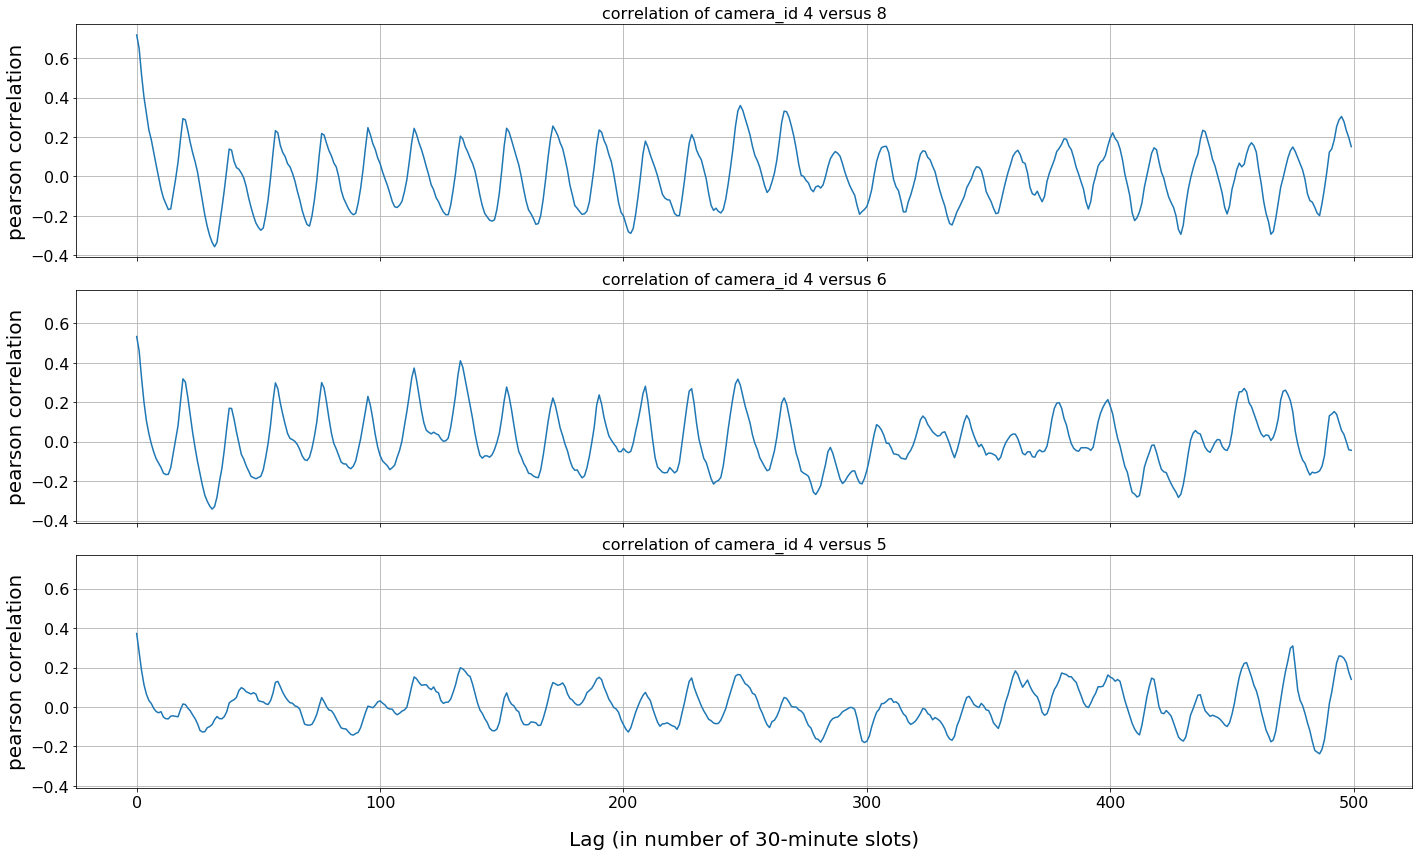 correlation of camera_id 4 versus 8
pearson correlation
0.6
0.4
0.2
0.0
−0.2
−0.4
correlation of camera_id 4 versus 6
pearson correlation
0.6
0.4
0.2
0.0
−0.2
−0.4
correlation of camera_id 4 versus 5
pearson correlation
0.6
0.4
0.2
0.0
−0.2
−0.4
0 100 200 300 400 500
Lag (in number of 30-minute slots)